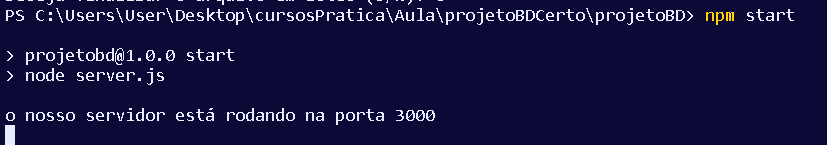 PS C:\Users\User\Desktop\cursosPratica\Aula\projetoBDCerto\projetoBD> npm start
> projetobd@1.0.0 start
> node server.js
o nosso servidor está rodando na porta 3000